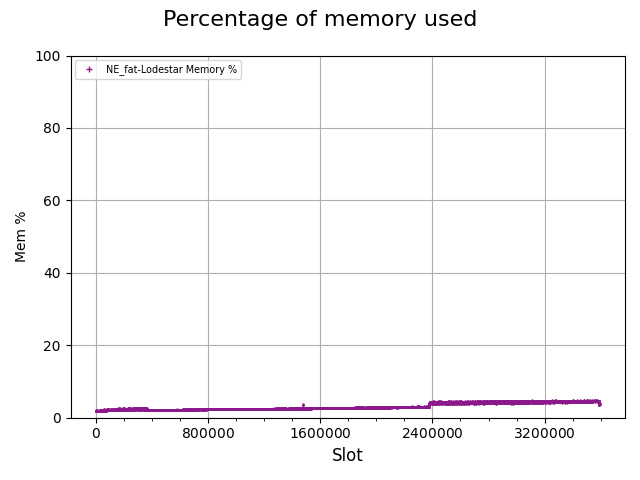 Percentage of memory used
NE_fat-Lodestar Memory %
100
80
60
40
20
0
Mem %
0 800000 1600000 2400000 3200000
Slot